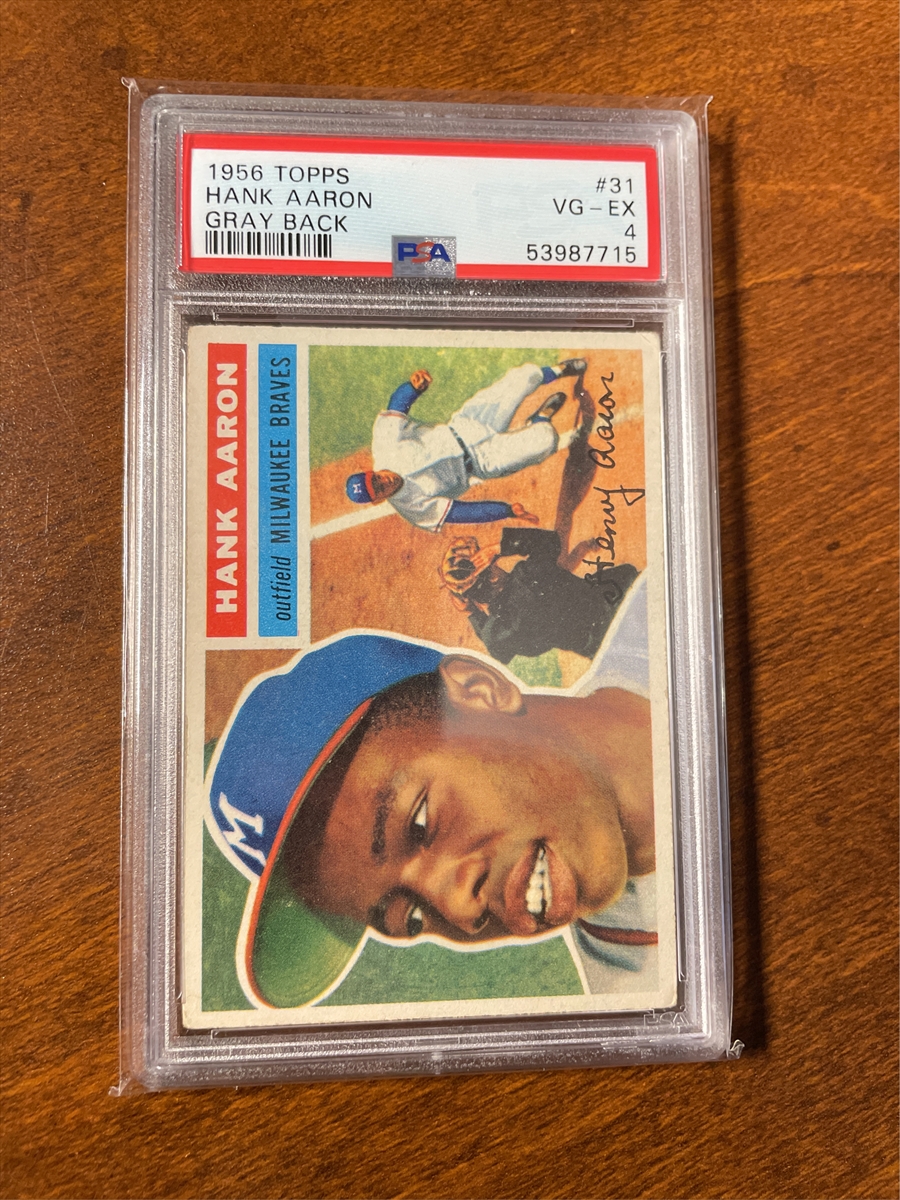 1956 TOPPS
HANK AARON
GRAY BACK
#31
VG-EX
4
53987715
PSA
HANK AARON
outfield MILWAUKEE BRAVES
Henry Aaron
M
M
PSA